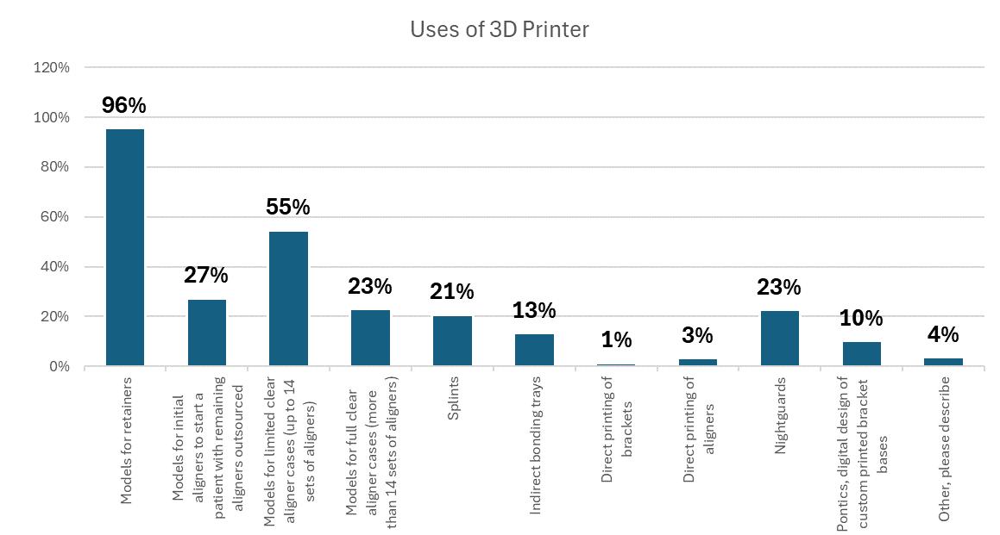 Uses of 3D Printer
120%
100%
80%
60%
40%
20%
0%
96%
27%
55%
23%
21%
13%
1%
3%
23%
10%
4%
Models for retainers
Models for initial
aligners to start a
patient with remaining
aligners outsourced
Models for limited clear
aligner cases (up to 14
sets of aligners)
Models for full clear
aligner cases (more
than 14 sets of aligners)
Splints
Indirect bonding trays
Direct printing of
brackets
Direct printing of
aligners
Nightguards
Pontics, digital design of
custom printed bracket
bases
Other, please describe